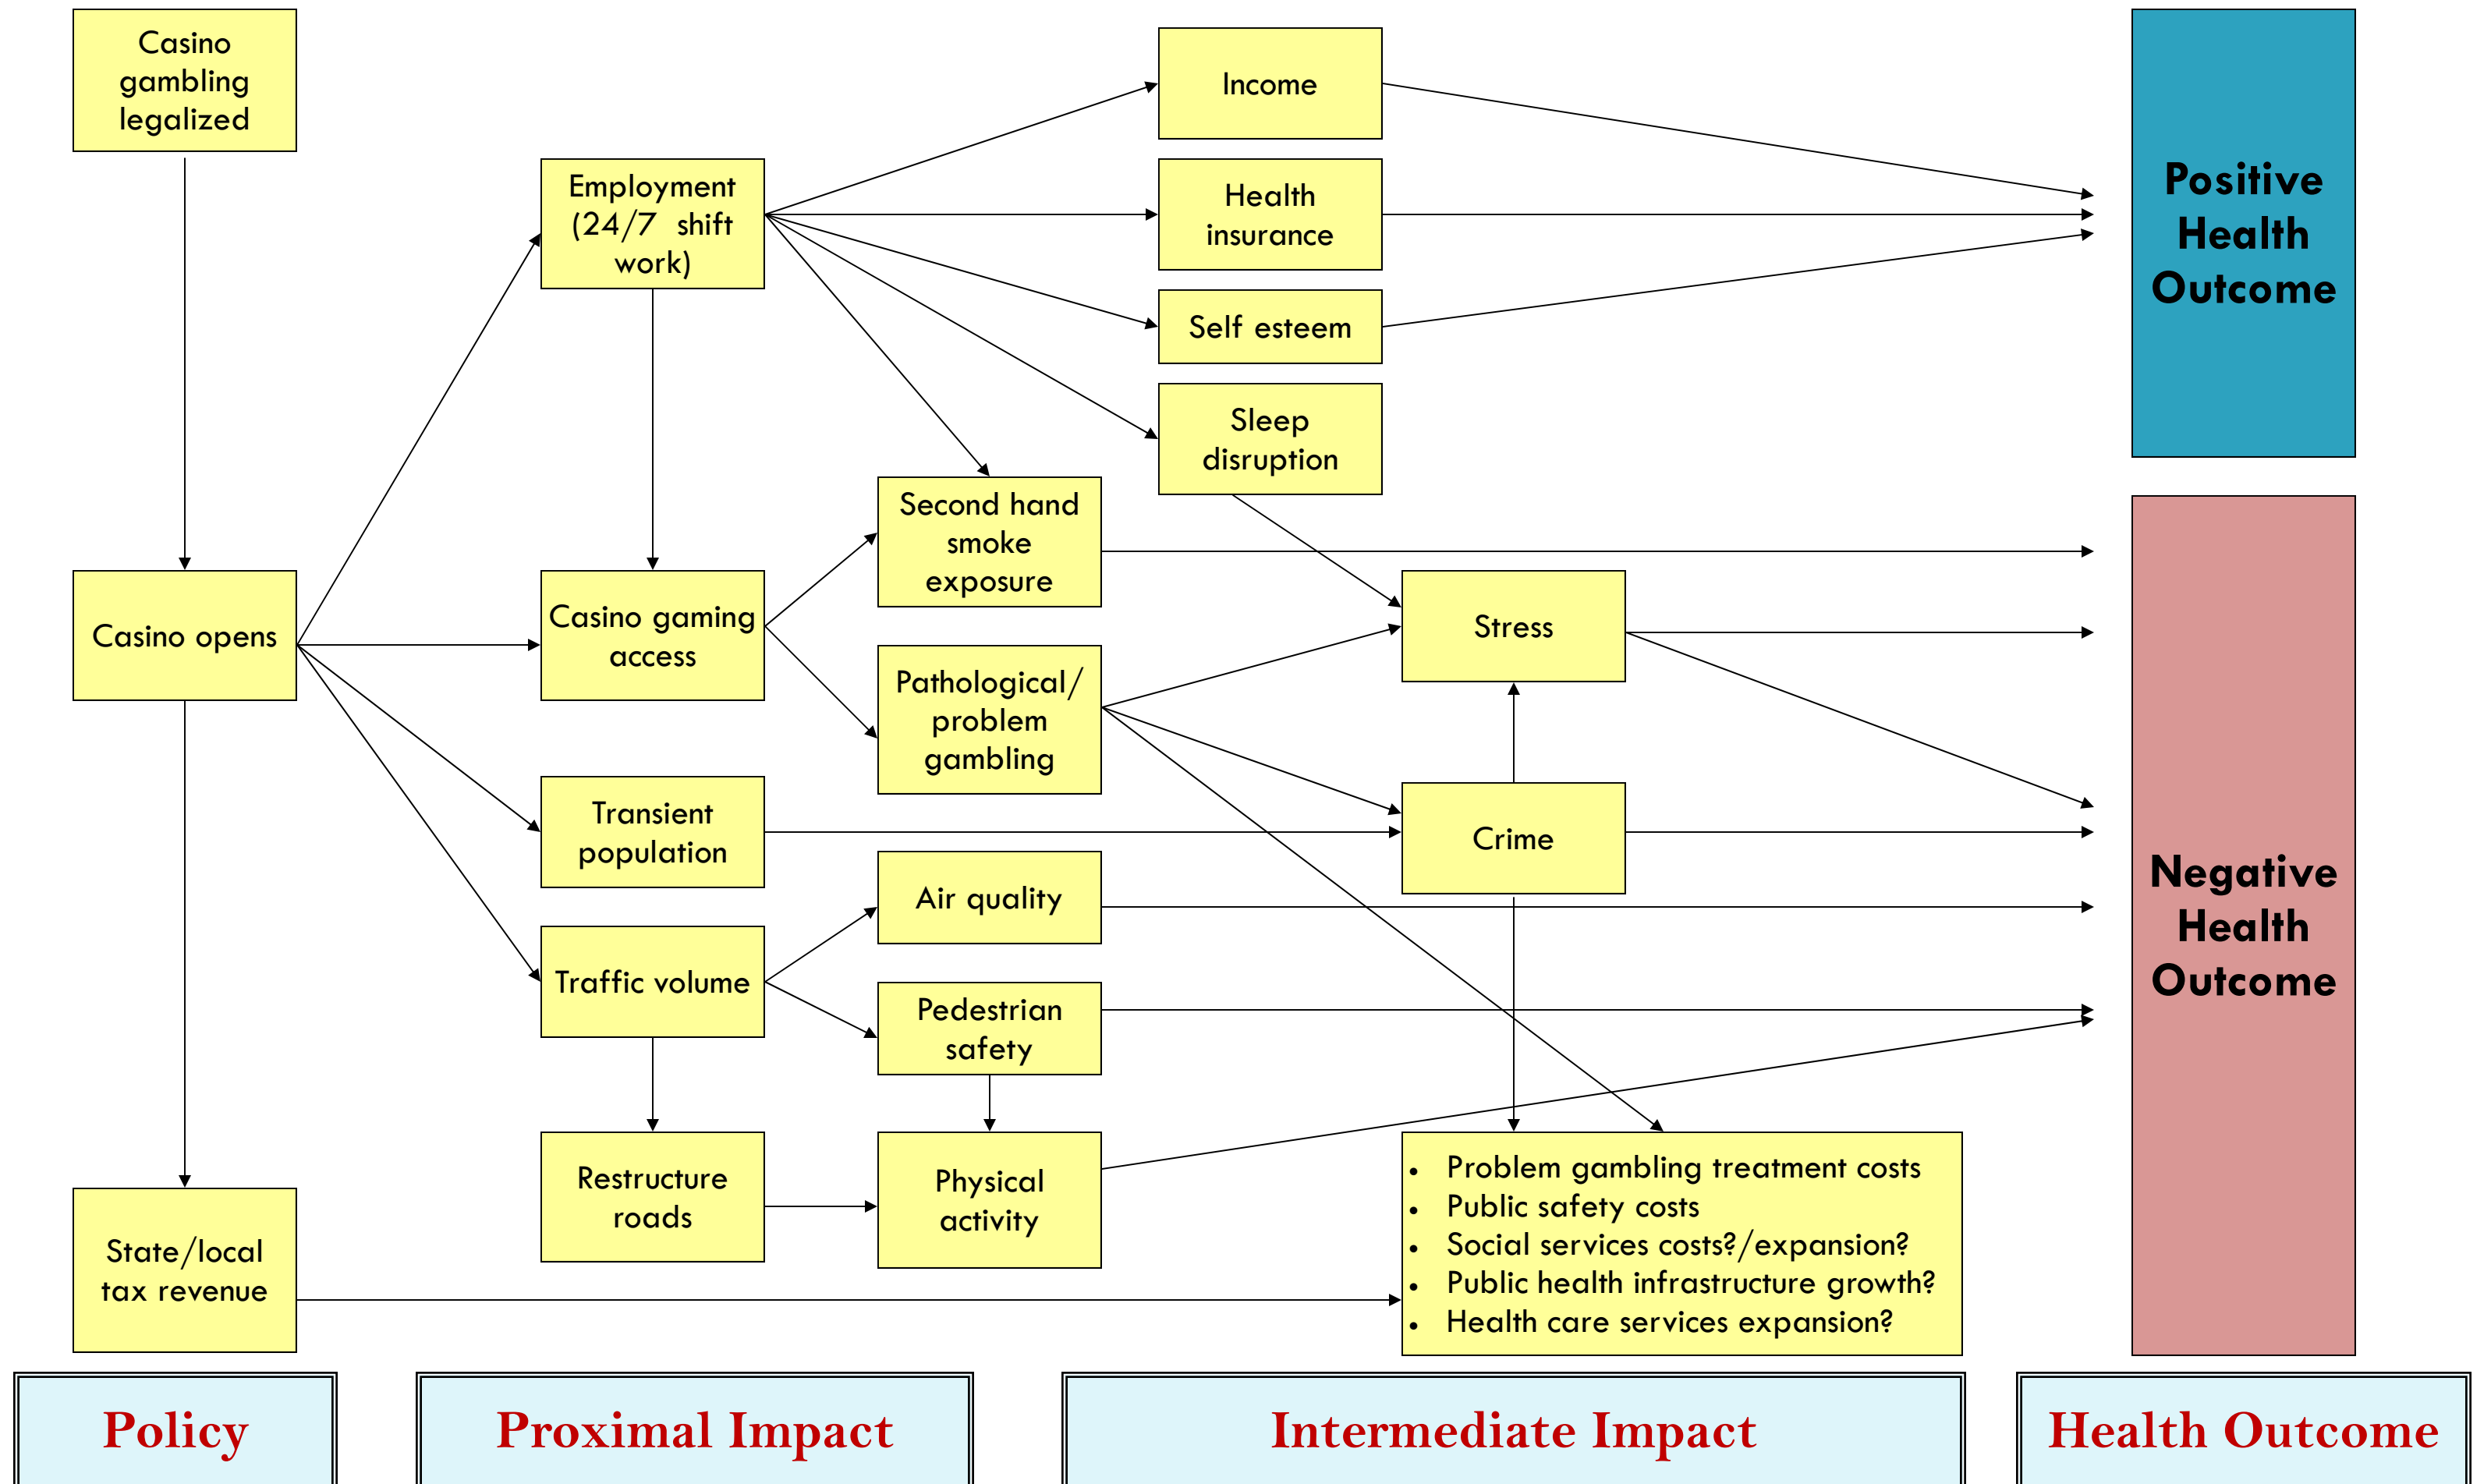 Casino
gambling
legalized
Casino opens
State/local
tax revenue
Employment
(24/7 shift
work)
Casino gaming
access
Transient
population
Traffic volume
Restructure
roads
Second hand
smoke
exposure
Pathological/
problem
gambling
Air quality
Pedestrian
safety
Physical
activity
Income
Health
insurance
Self esteem
Sleep
disruption
Stress
Crime
• Problem gambling treatment costs
• Public safety costs
• Social services costs?/expansion?
• Public health infrastructure growth?
• Health care services expansion?
Positive
Health
Outcome
Negative
Health
Outcome
Policy
Proximal Impact
Intermediate Impact
Health Outcome